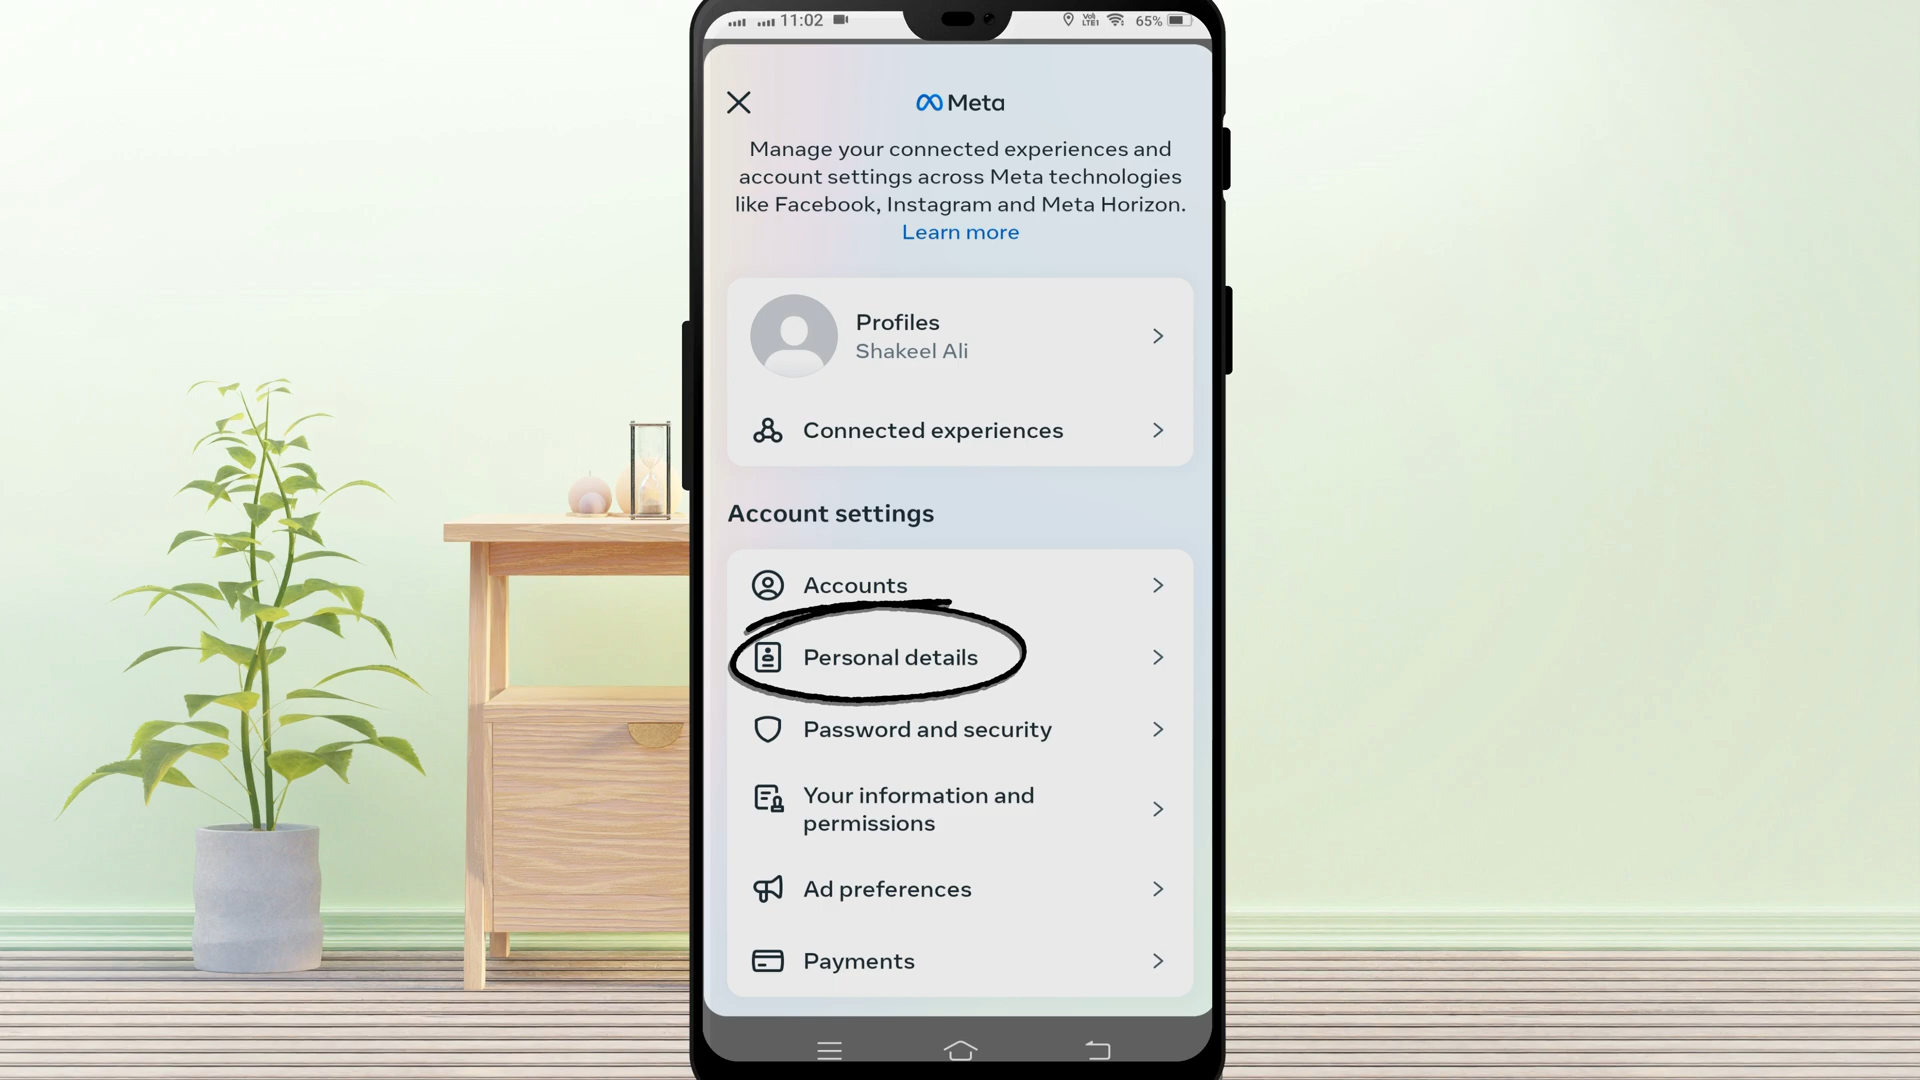 11:02
VoI
LTE1
65%
Meta
Manage your connected experiences and
account settings across Meta technologies
like Facebook, Instagram and Meta Horizon.
Learn more
Profiles
Shakeel Ali
Connected experiences
Account settings
Accounts
Personal details
Password and security
Your information and
permissions
Ad preferences
Payments